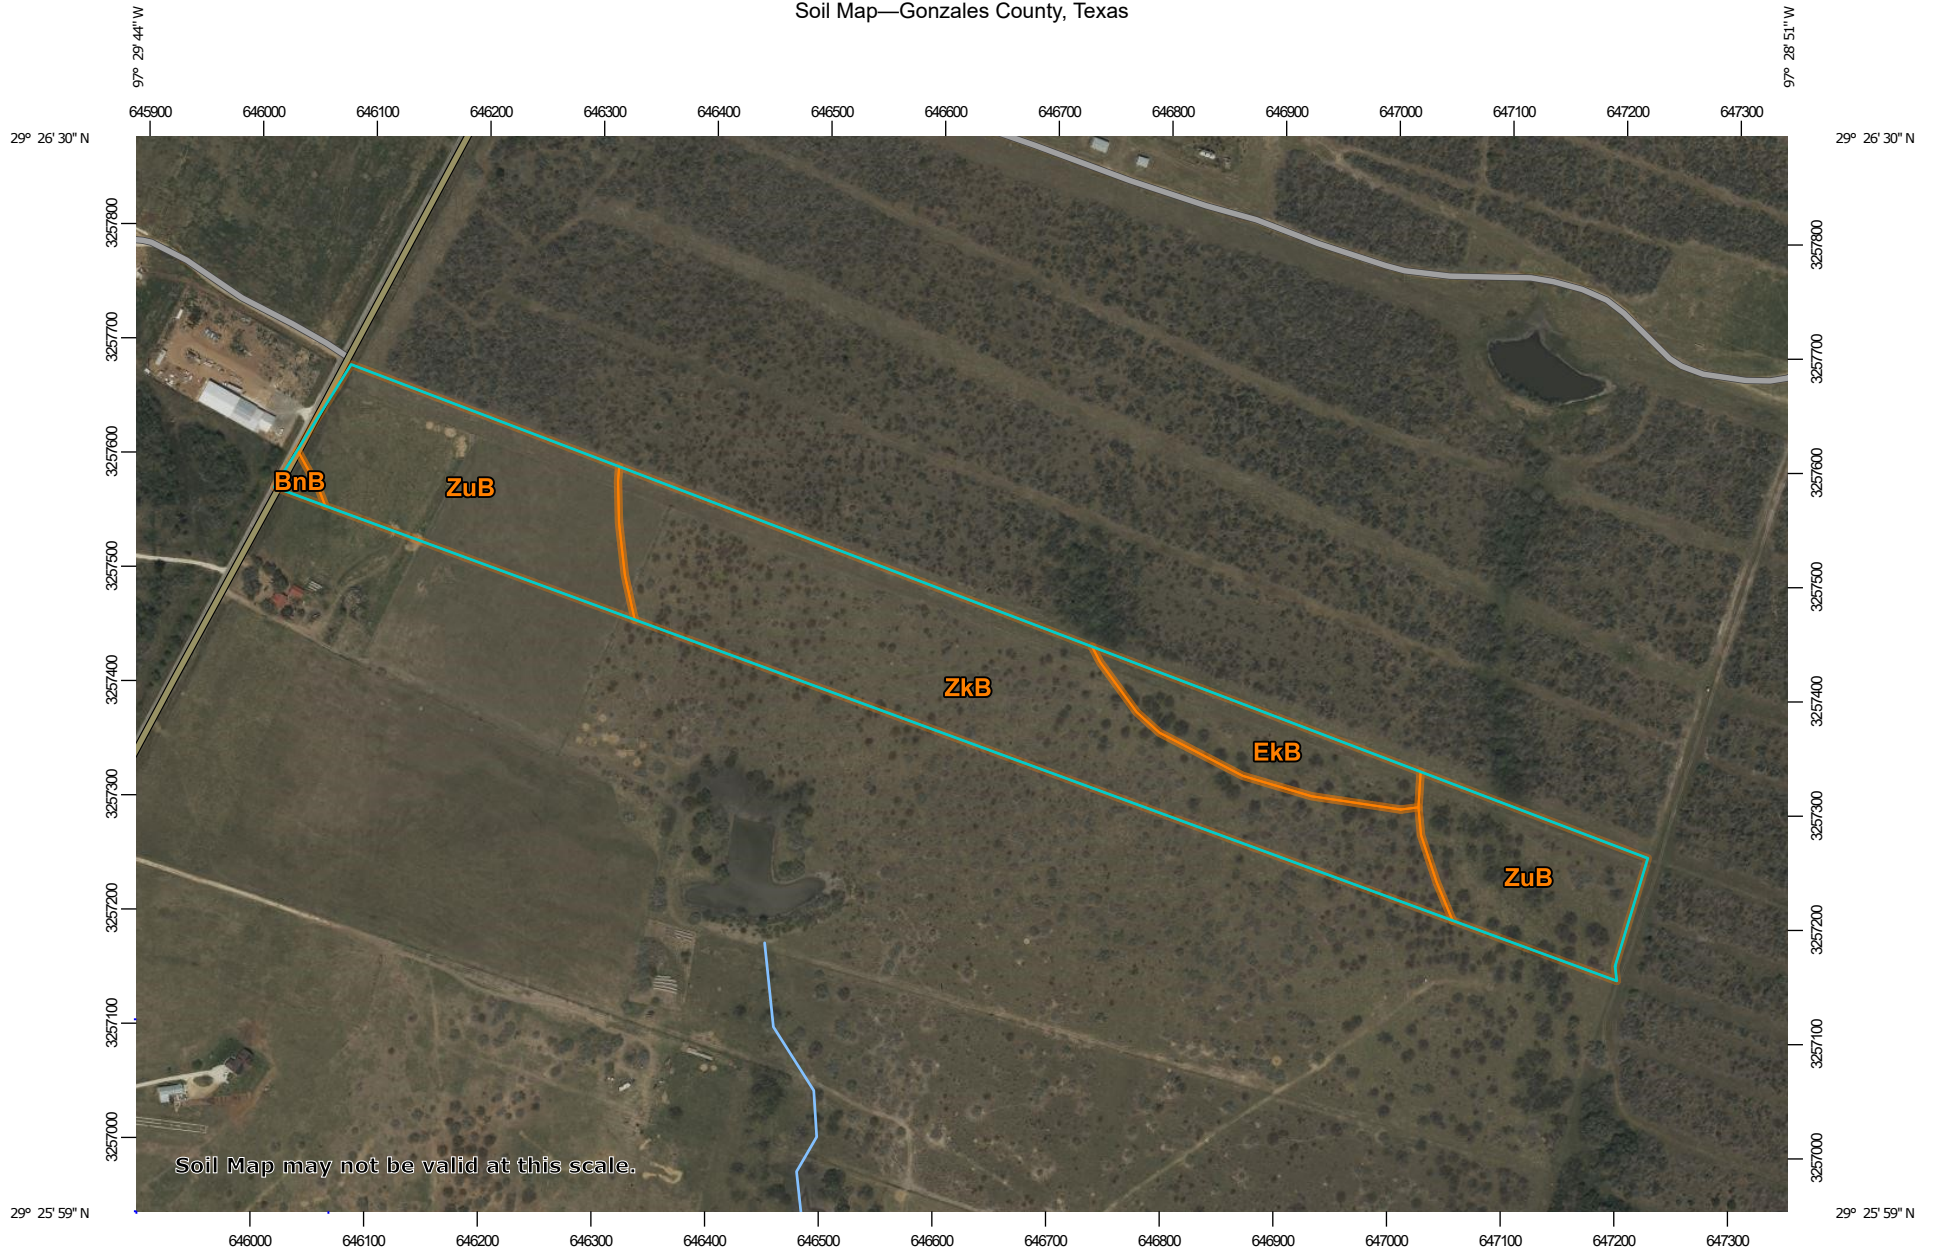 Soil Map—Gonzales County, Texas
97° 29' 44" W
97° 28' 51" W
645900 646000 646100 646200 646300 646400 646500 646600 646700 646800 646900 647000 647100 647200 647300
29° 26' 30" N
29° 26' 30" N
3257800
3257800
3257700
3257700
3257600
3257600
BnB
ZuB
3257500
3257500
3257400
3257400
ZkB
EkB
3257300
3257300
ZuB
3257200
3257200
3257100
3257100
3257000
3257000
Soil Map may not be valid at this scale.
29° 25' 59" N
29° 25' 59" N
646000 646100 646200 646300 646400 646500 646600 646700 646800 646900 647000 647100 647200 647300